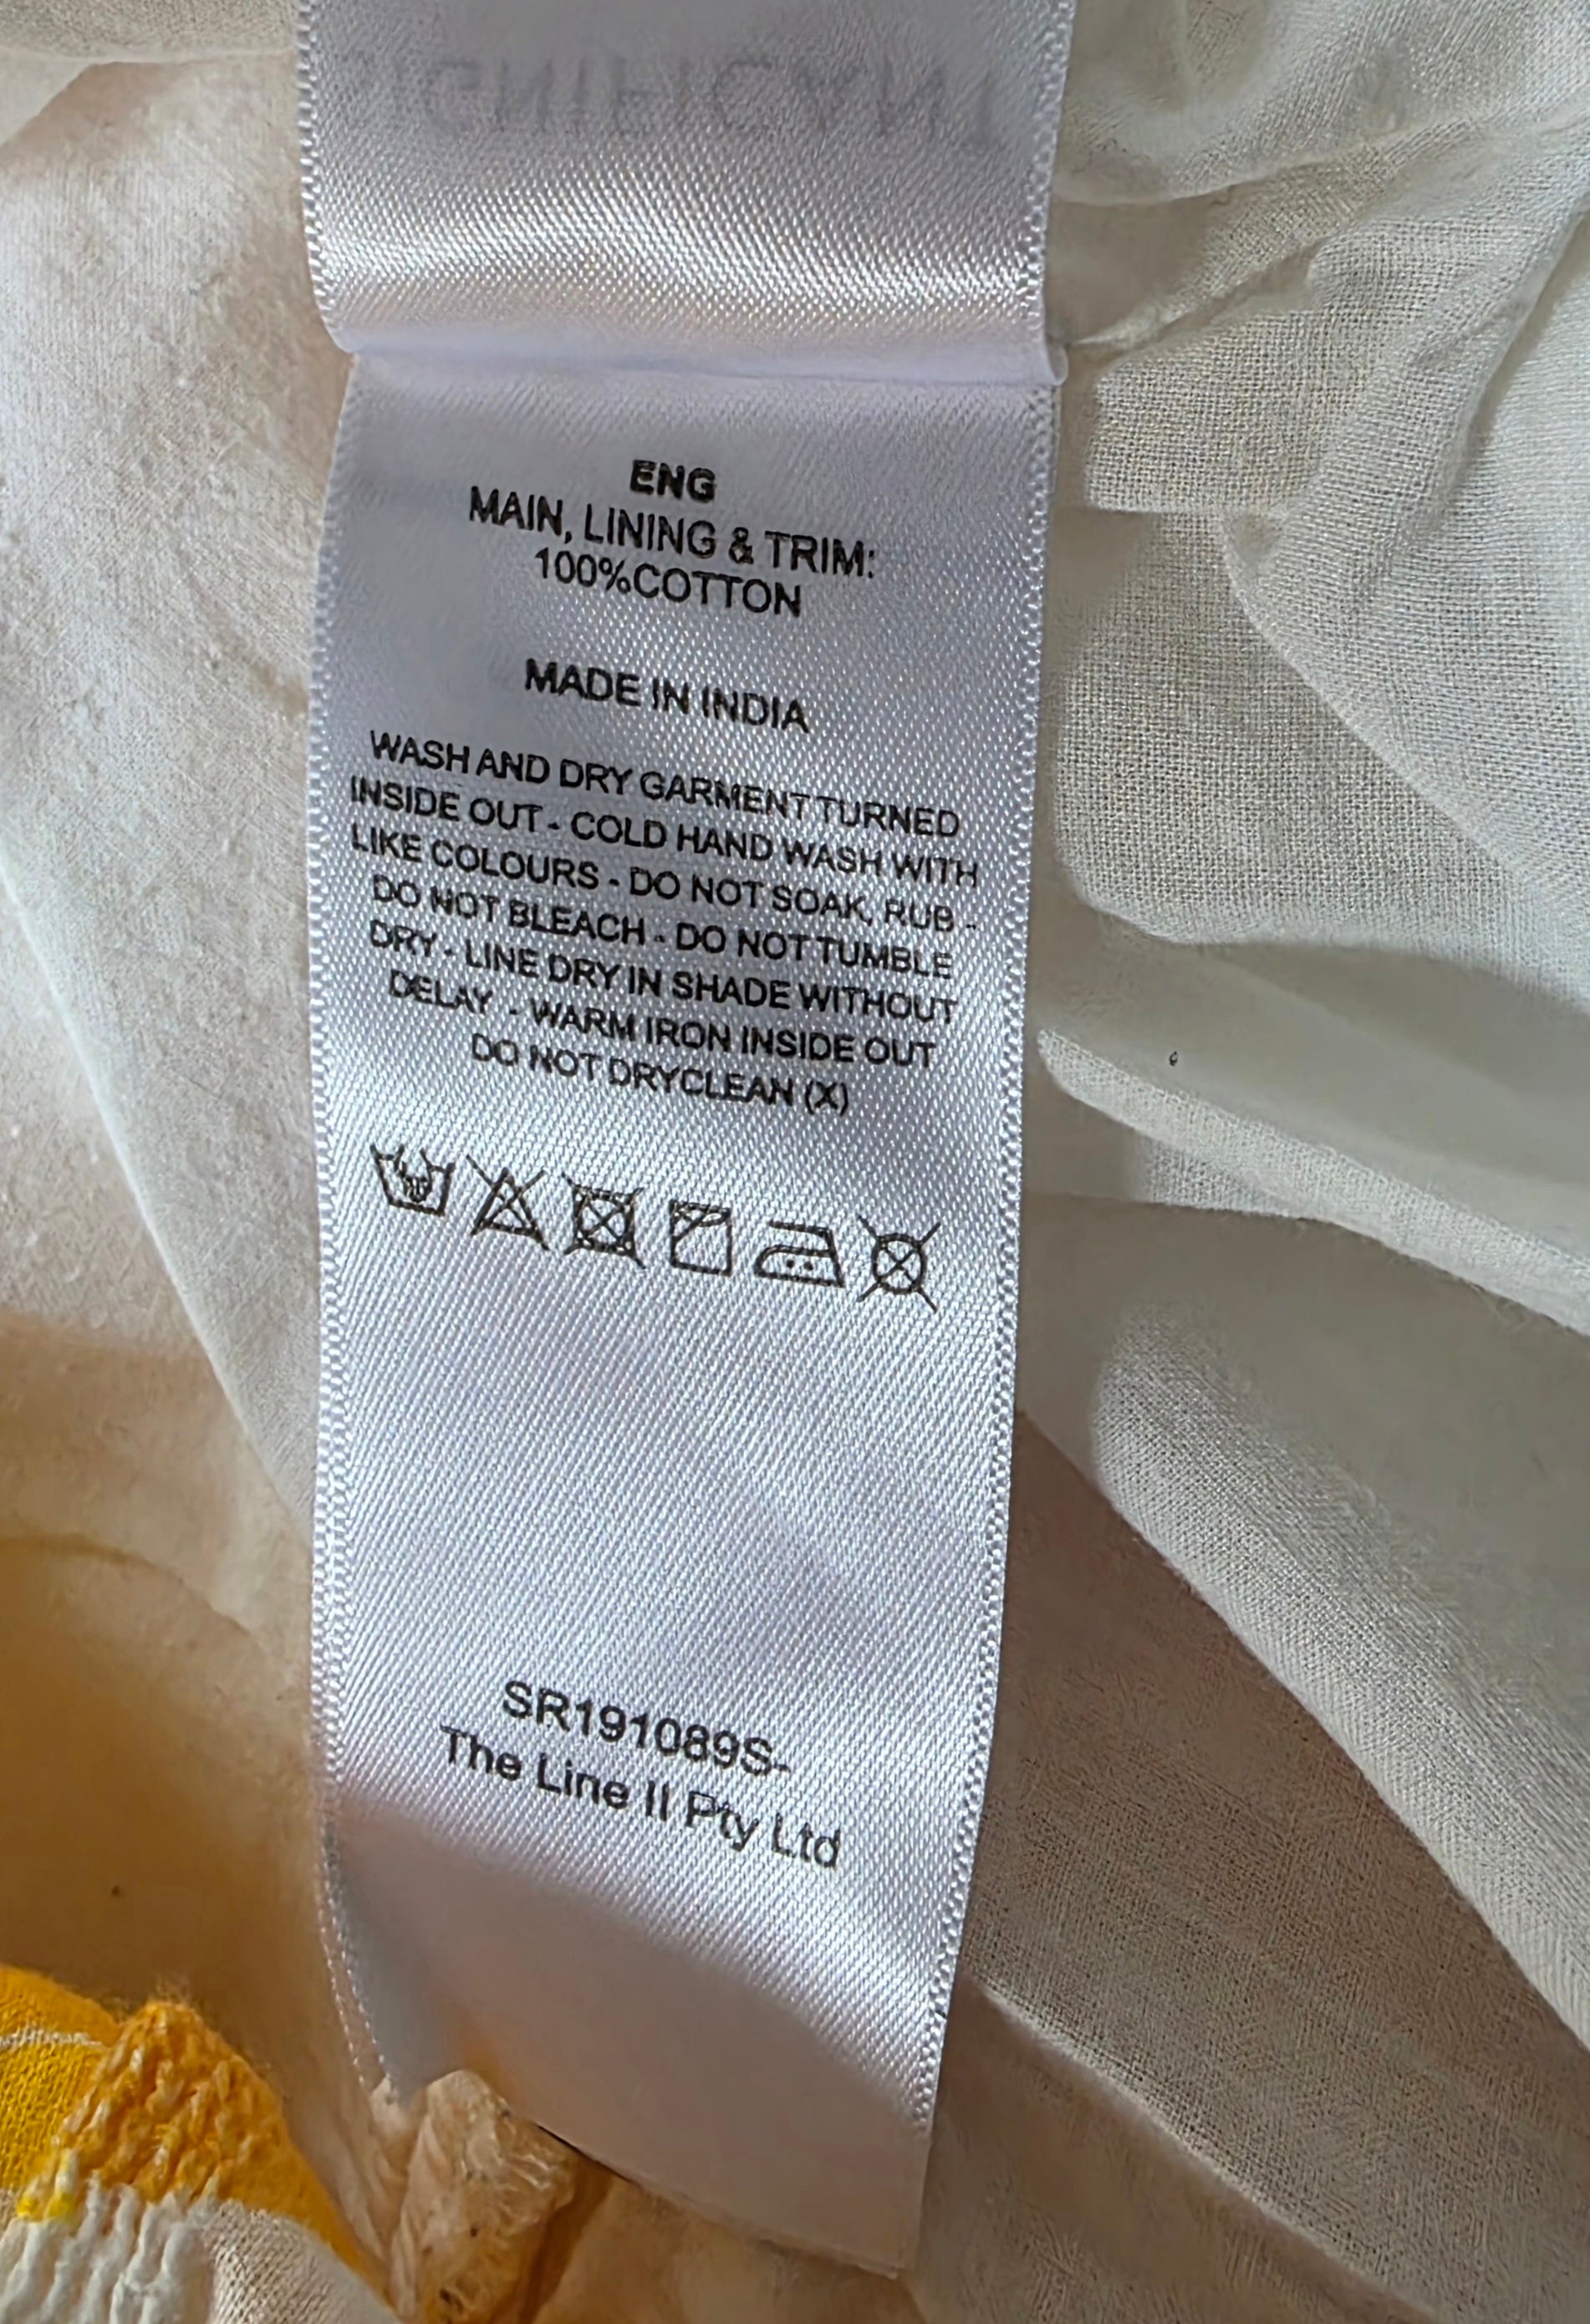 ENG
MAIN, LINING & TRIM:
100%COTTON
MADE IN INDIA
WASH AND DRY GARMENT TURNED
INSIDE OUT - COLD HAND WASH WITH
LIKE COLOURS - DO NOT SOAK, RUB -
DO NOT BLEACH - DO NOT TUMBLE
DRY - LINE DRY IN SHADE WITHOUT
DELAY - WARM IRON INSIDE OUT
DO NOT DRYCLEAN (X)
SR191089S-
The Line II Pty Ltd